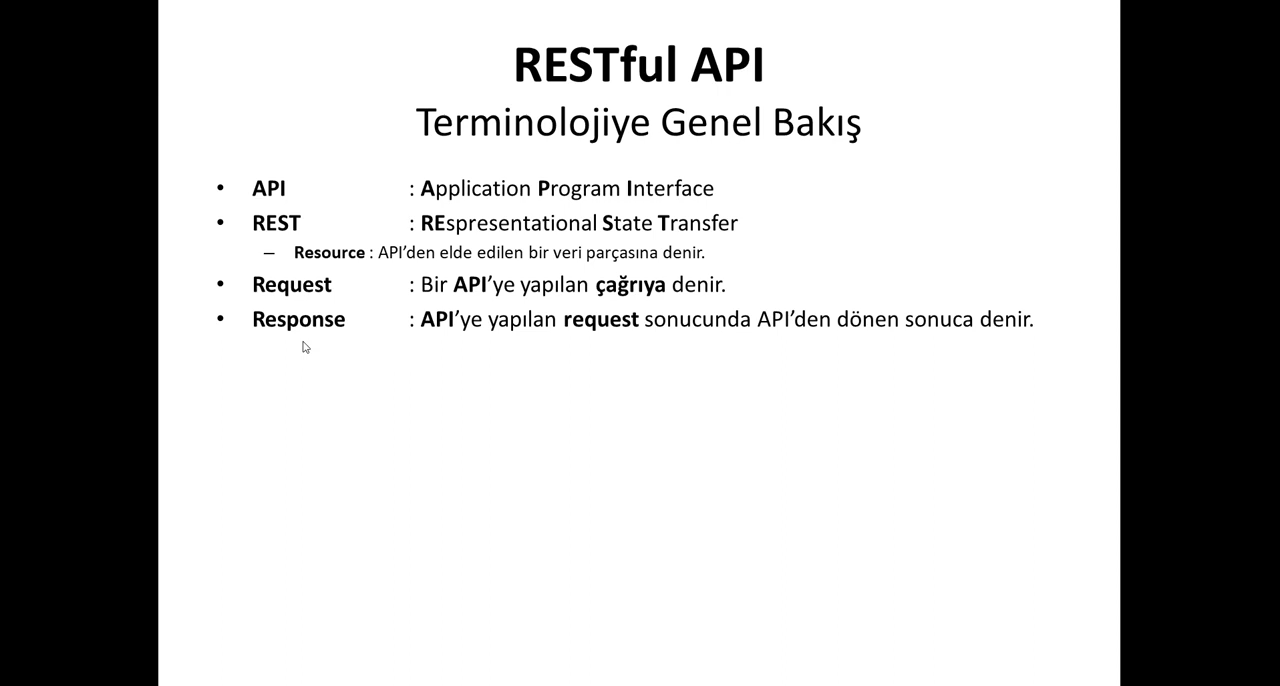 RESTful API
Terminolojiye Genel Bakış
• API : Application Program Interface
• REST : REspresentational State Transfer
– Resource : API’den elde edilen bir veri parçasına denir.
• Request : Bir API’ye yapılan çağrıya denir.
• Response : API’ye yapılan request sonucunda API’den dönen sonuca denir.